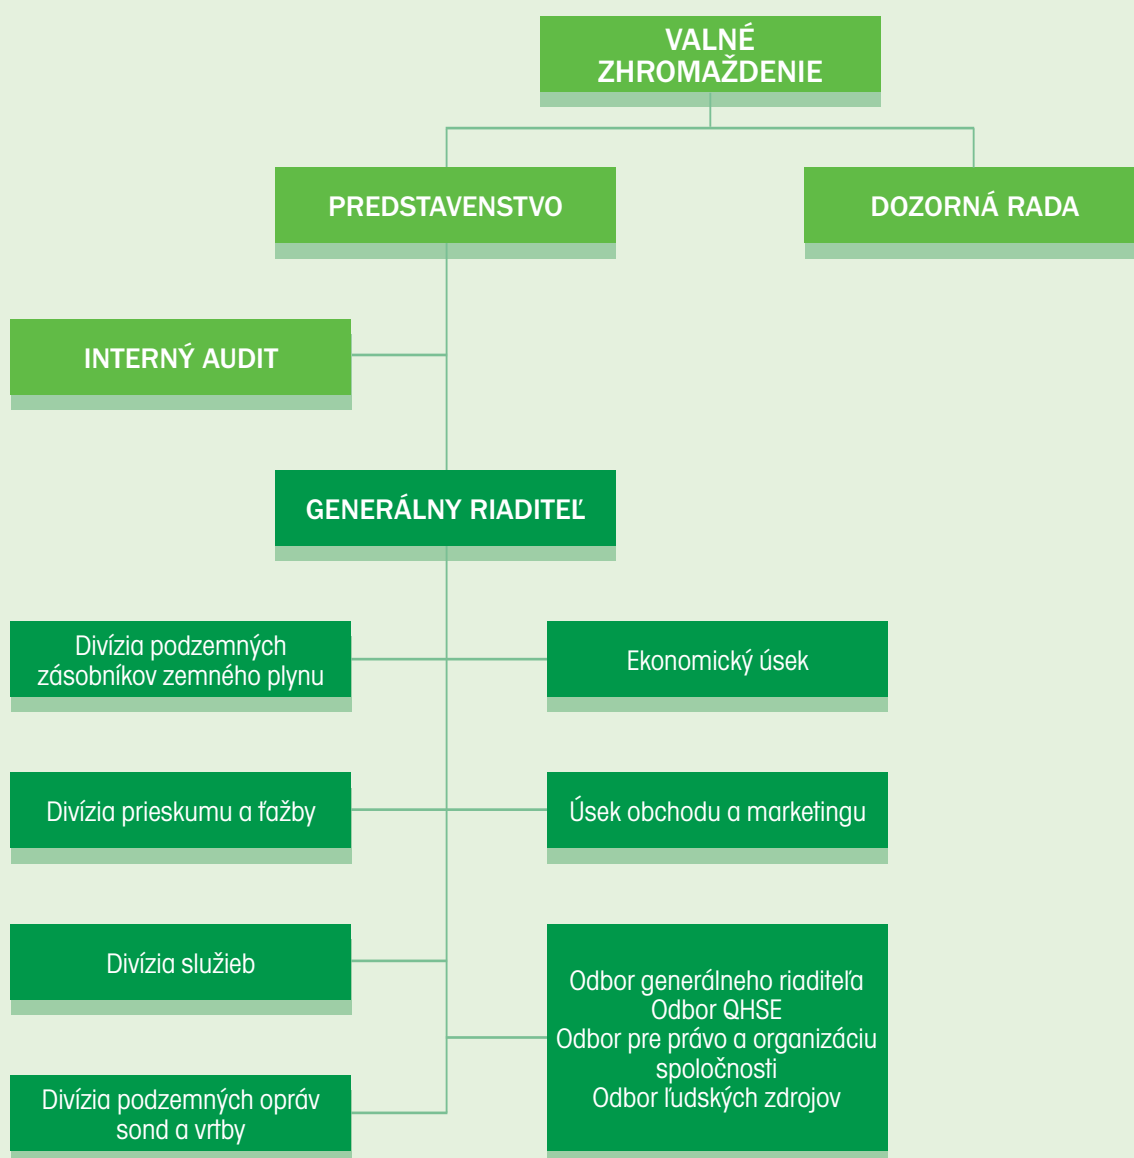 VALNÉ
ZHROMAŽDENIE
PREDSTAVENSTVO
DOZORNÁ RADA
INTERNÝ AUDIT
GENERÁLNY RIADITEĽ
Divízia podzemných
zásobníkov zemného plynu
Ekonomický úsek
Divízia prieskumu a ťažby
Úsek obchodu a marketingu
Divízia služieb
Odbor generálneho riaditeľa
Odbor QHSE
Odbor pre právo a organizáciu
spoločnosti
Odbor ľudských zdrojov
Divízia podzemných opráv
sond a vrtby